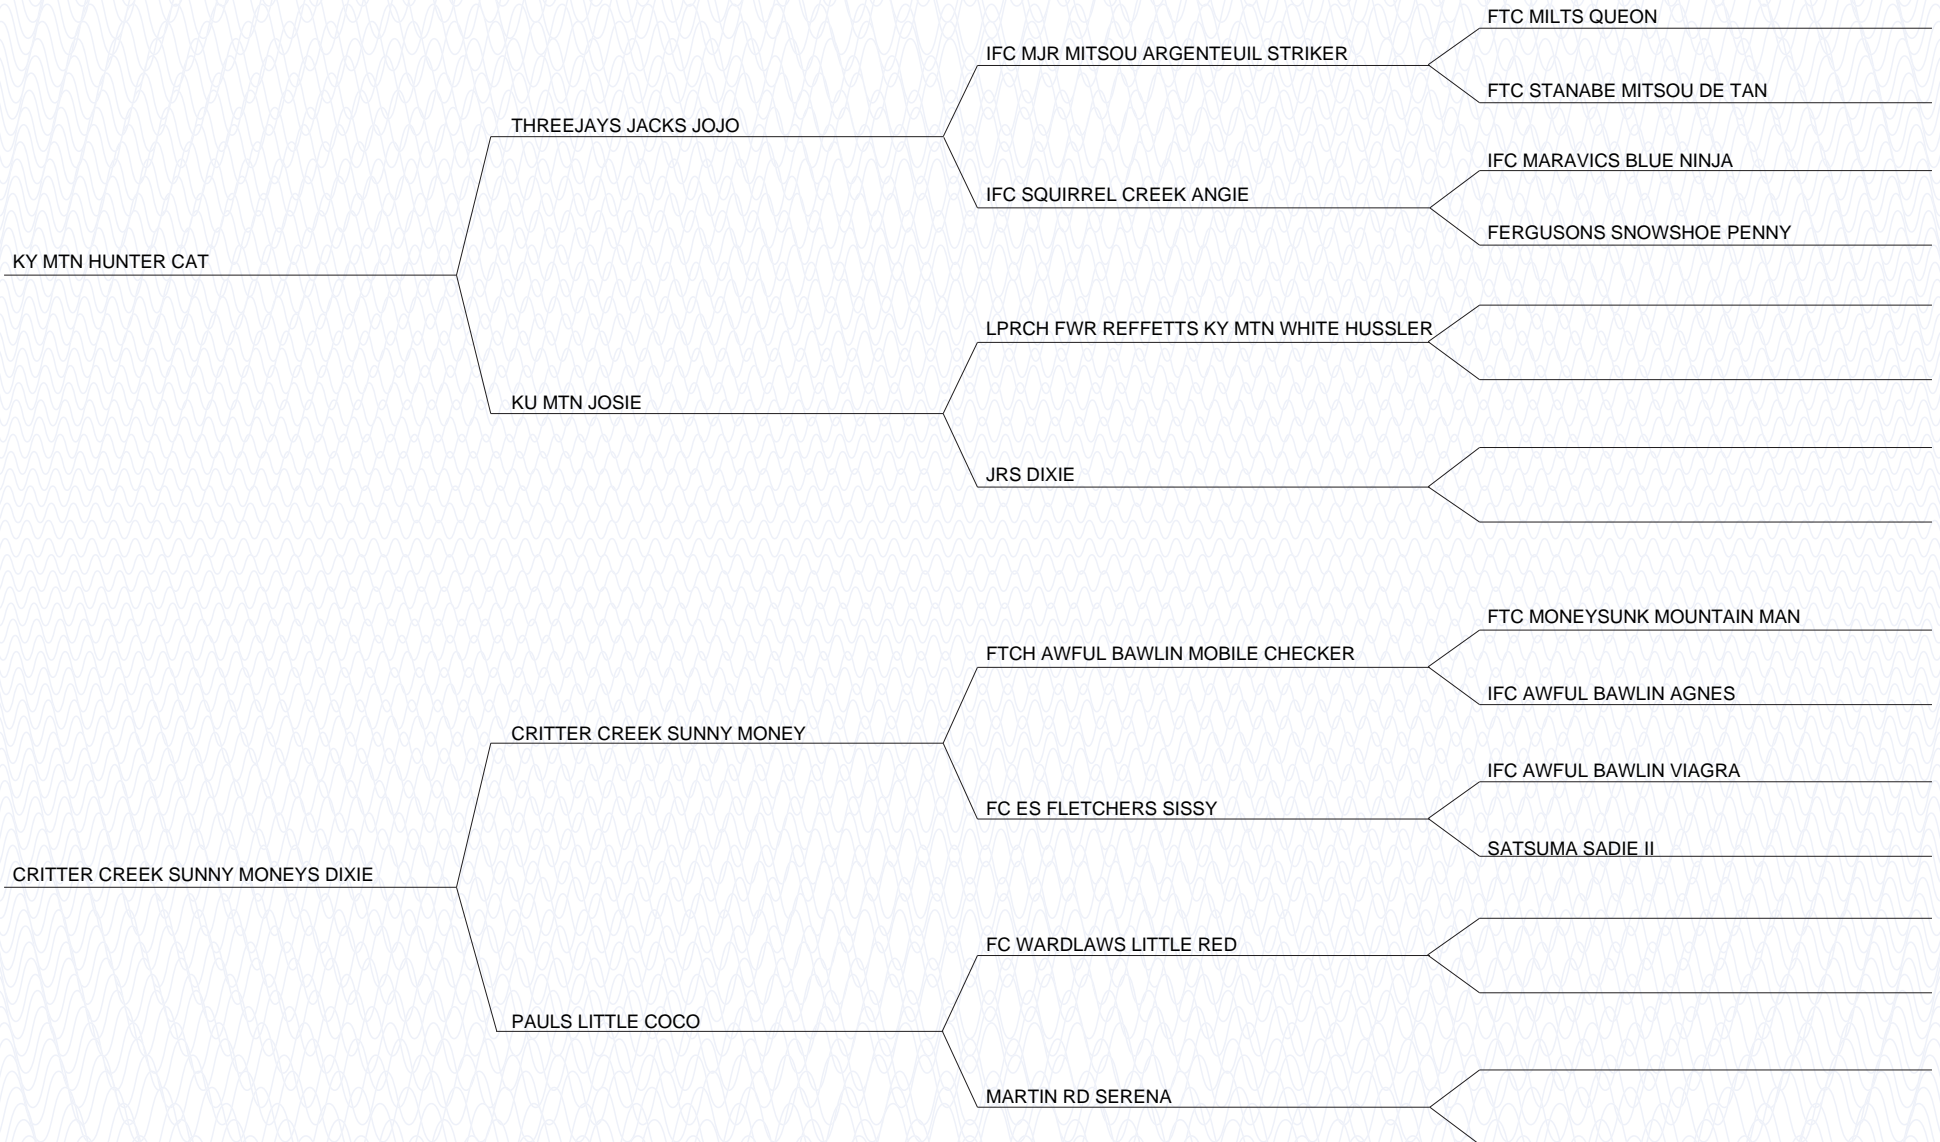 FTC MILTS QUEON
IFC MJR MITSOU ARGENTEUIL STRIKER
FTC STANABE MITSOU DE TAN
THREEJAYS JACKS JOJO
IFC MARAVICS BLUE NINJA
IFC SQUIRREL CREEK ANGIE
FERGUSONS SNOWSHOE PENNY
KY MTN HUNTER CAT
LPRCH FWR REFFETTS KY MTN WHITE HUSSLER
KU MTN JOSIE
JRS DIXIE
FTC MONEYSUNK MOUNTAIN MAN
FTCH AWFUL BAWLIN MOBILE CHECKER
IFC AWFUL BAWLIN AGNES
CRITTER CREEK SUNNY MONEY
IFC AWFUL BAWLIN VIAGRA
FC ES FLETCHERS SISSY
SATSUMA SADIE II
CRITTER CREEK SUNNY MONEYS DIXIE
FC WARDLAWS LITTLE RED
PAULS LITTLE COCO
MARTIN RD SERENA